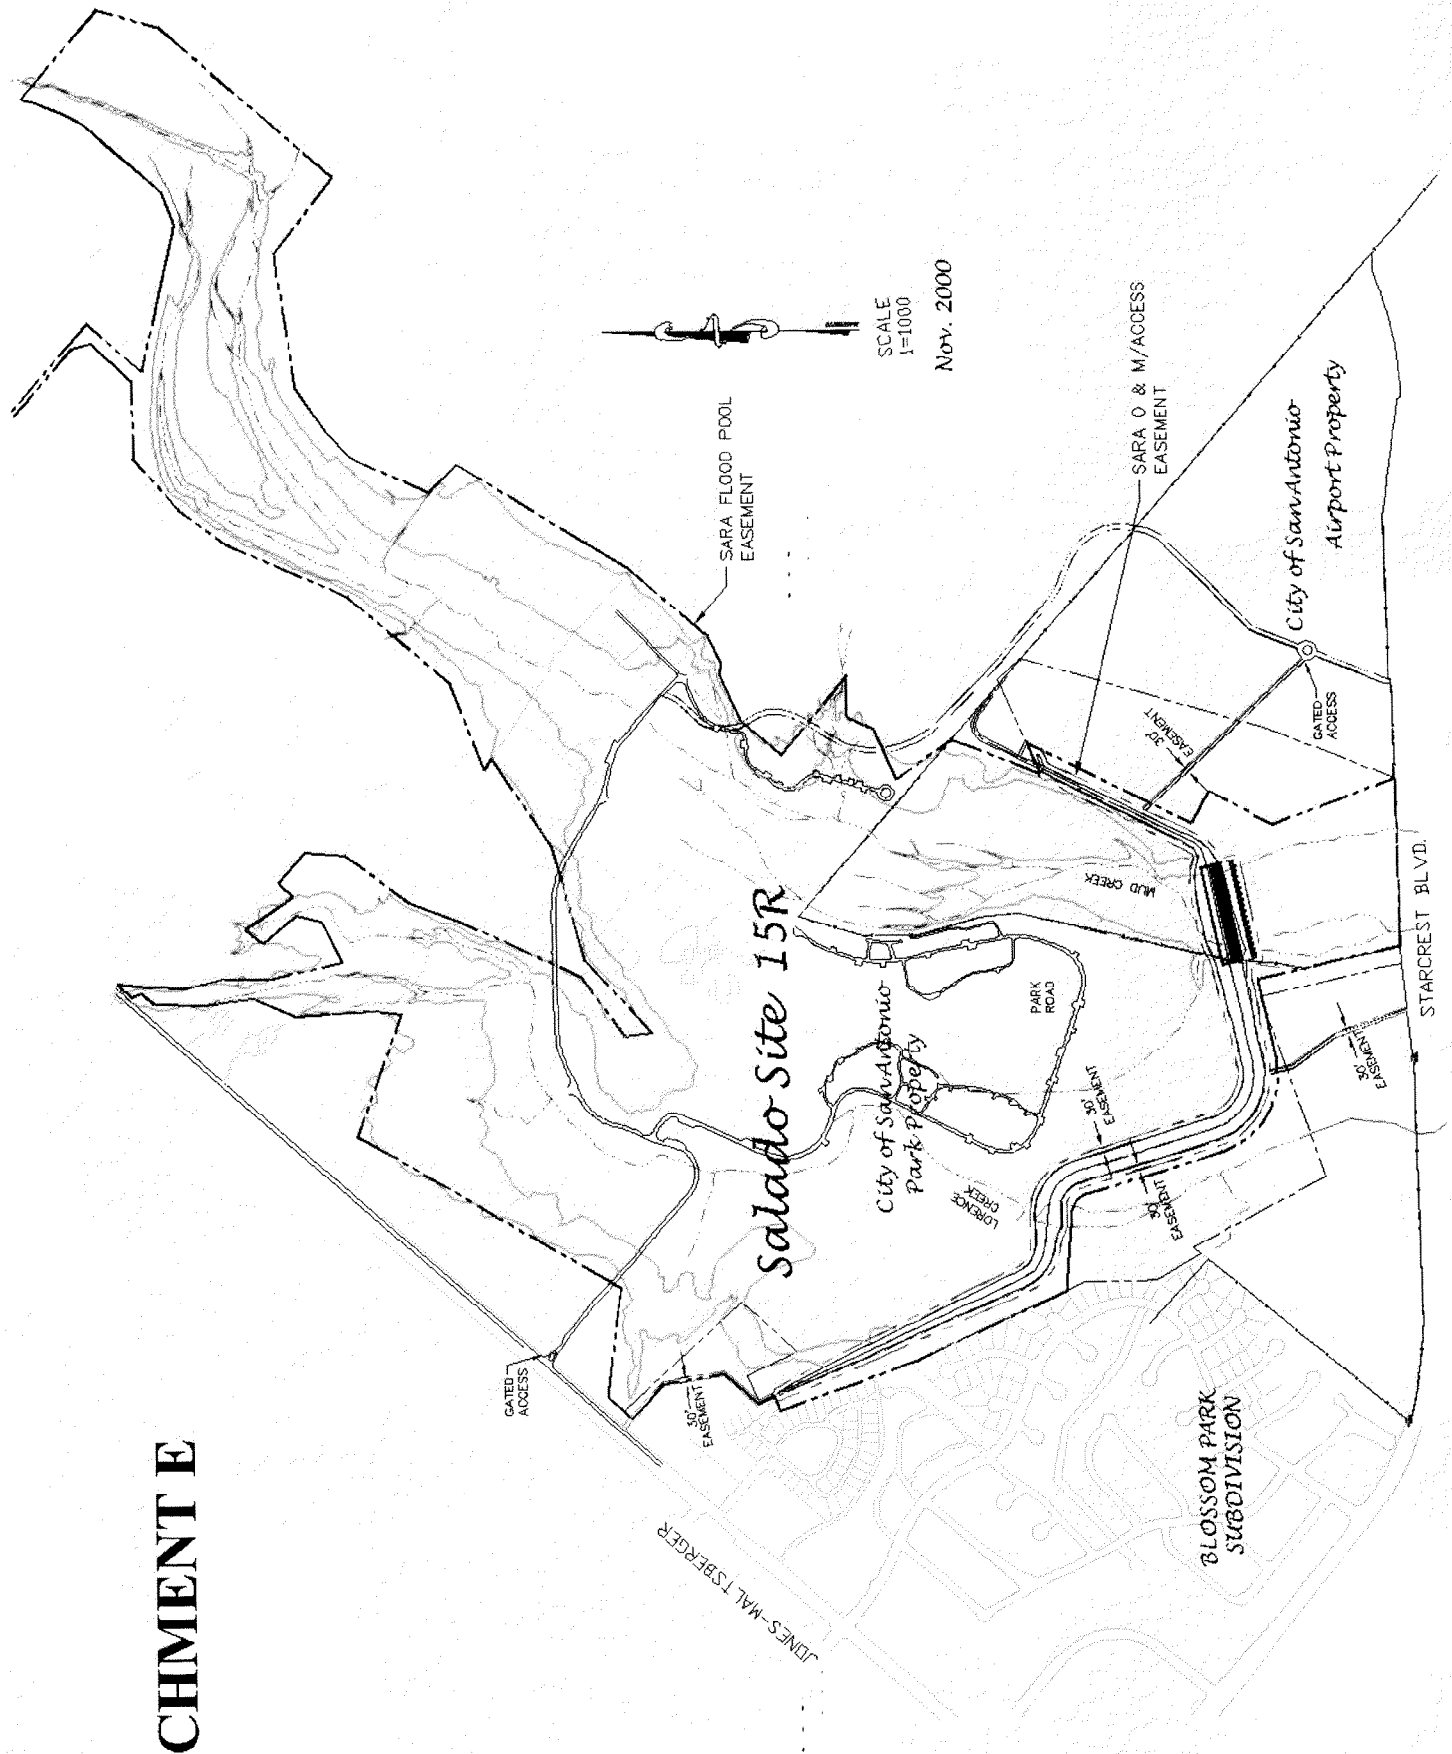 CHMENT E
SCALE
1=1000
Nov. 2000
SARA FLOOD POOL
EASEMENT
SARA O & M/ACCESS
EASEMENT
City of San Antonio
Airport Property
GATED
ACCESS
30'
EASEMENT
MUD CREEK
STARCREST BLVD.
Salado Site 15R
City of San Antonio
Park Property
PARK
ROAD
30'
EASEMENT
30'
EASEMENT
30'
EASEMENT
LORENCE
CREEK
GATED
ACCESS
30'
EASEMENT
JONES-MALTSBERGER
BLOSSOM PARK
SUBDIVISION